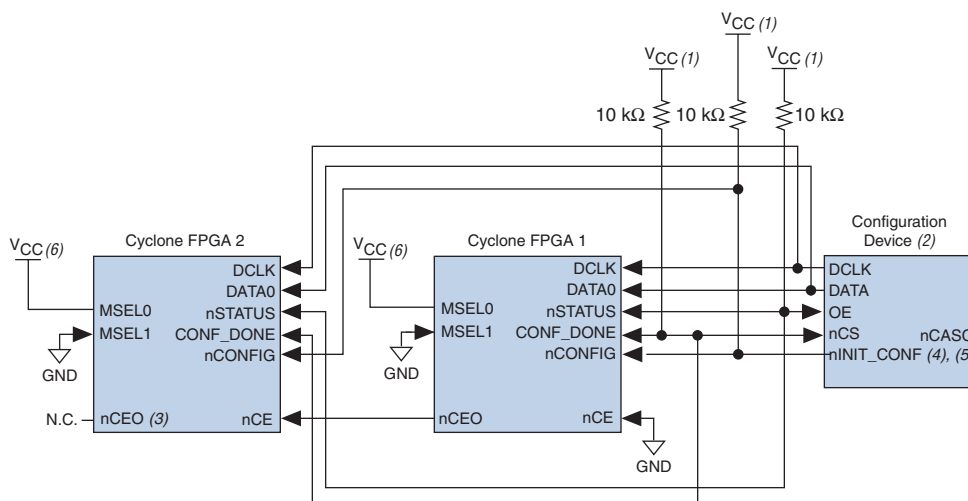 VCC (1)
VCC (1)
VCC (1)
10 kΩ
10 kΩ
10 kΩ
Configuration
Device (2)
Cyclone FPGA 2
Cyclone FPGA 1
VCC (6)
VCC (6)
DCLK
DATA0
nSTATUS
CONF_DONE
nCONFIG
MSEL0
MSEL1
GND
N.C.
nCEO (3)
nCE
DCLK
DATA0
nSTATUS
CONF_DONE
nCONFIG
MSEL0
MSEL1
GND
nCEO
nCE
GND
DCLK
DATA
OE
nCS
nCASC
nINIT_CONF (4), (5